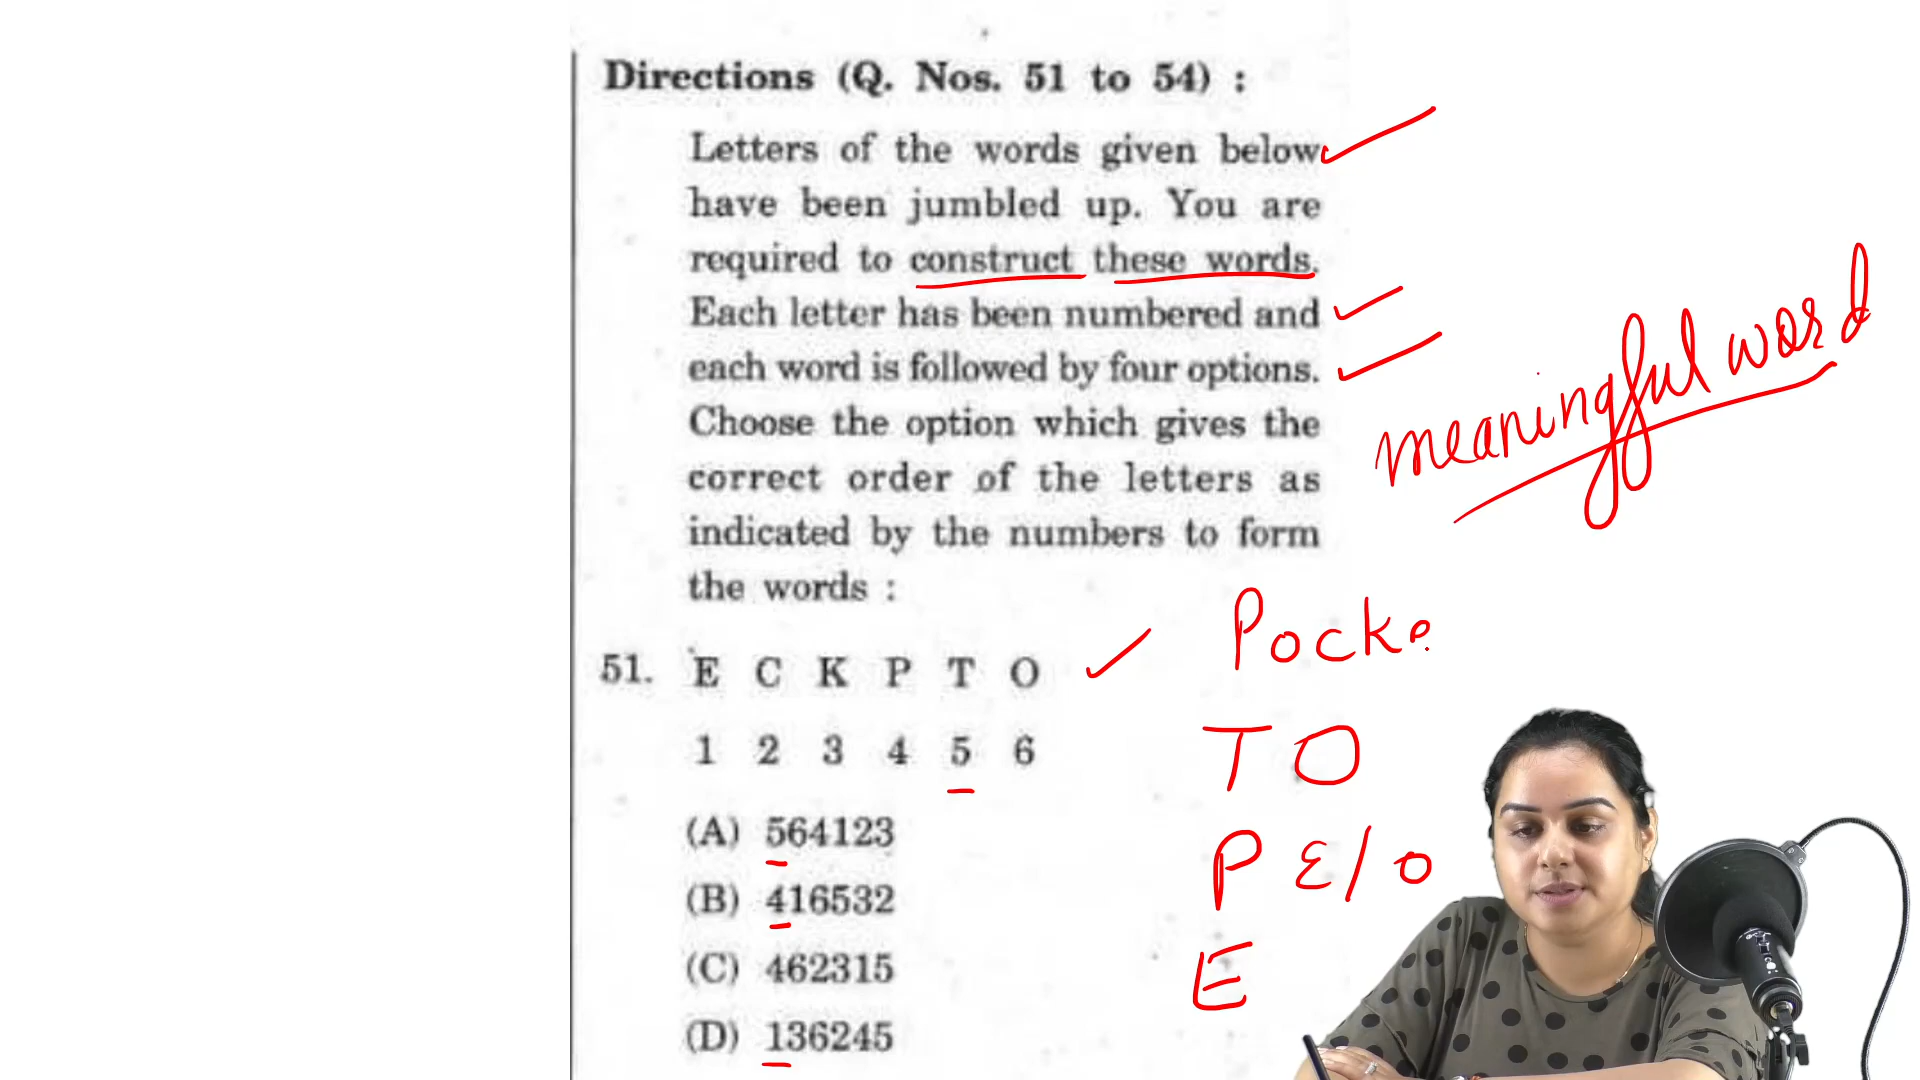 Directions (Q. Nos. 51 to 54) :
Letters of the words given below
have been jumbled up. You are
required to construct these words.
Each letter has been numbered and
each word is followed by four options.
Choose the option which gives the
correct order of the letters as
indicated by the numbers to form
the words :
meaningful word
51. E C K P T O
1 2 3 4 5 6
(A) 564123
(B) 416532
(C) 462315
(D) 136245
Pocke
TO
P E/O
E